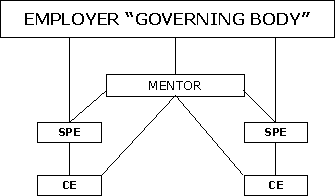 EMPLOYER “GOVERNING BODY”
MENTOR
SPE SPE
CE CE